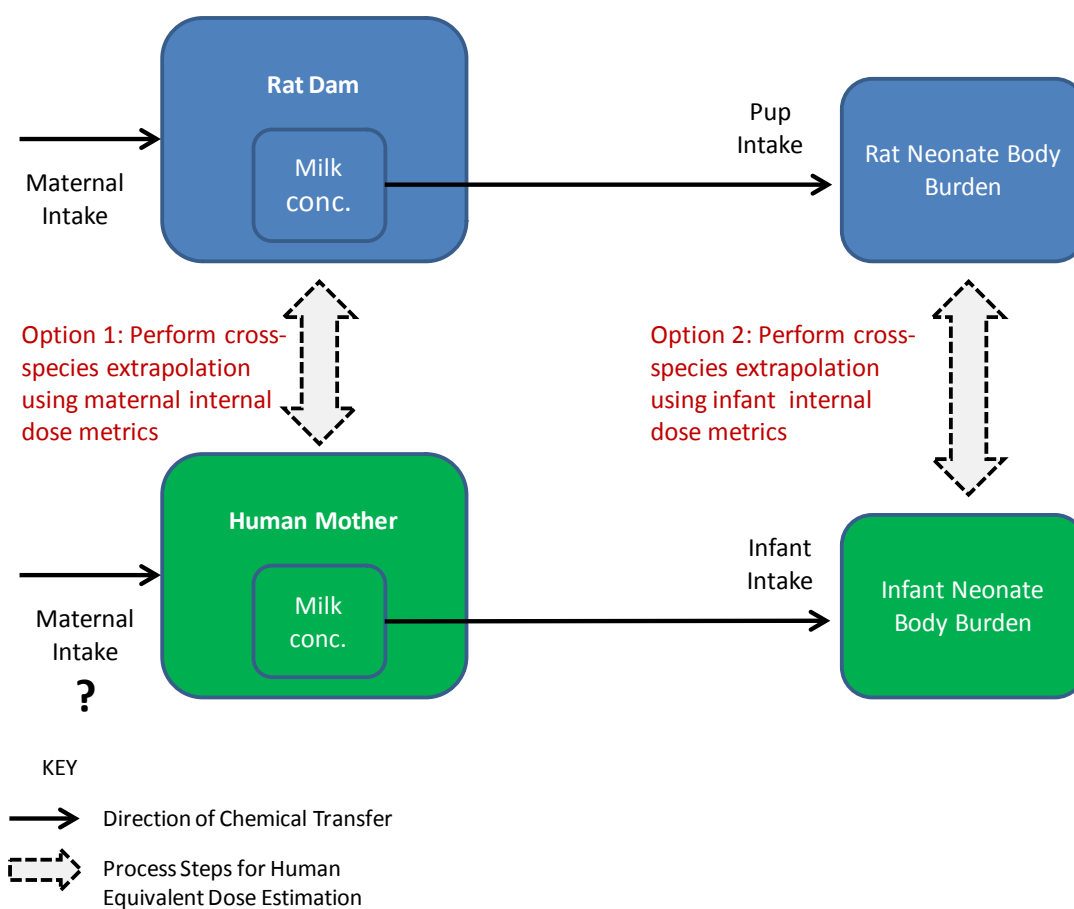 Rat Dam
Milk
conc.
Maternal
Intake
Pup
Intake
Rat Neonate Body
Burden
Option 1: Perform cross-
species extrapolation
using maternal internal
dose metrics
Option 2: Perform cross-
species extrapolation
using infant internal
dose metrics
Human Mother
Milk
conc.
Maternal
Intake
?
Infant
Intake
Infant Neonate
Body Burden
KEY
Direction of Chemical Transfer
Process Steps for Human
Equivalent Dose Estimation